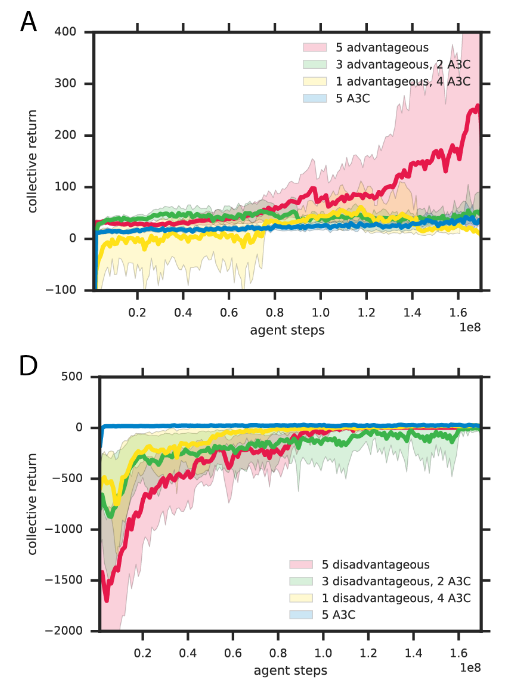 A
400
300
200
100
0
−100
collective return
5 advantageous
3 advantageous, 2 A3C
1 advantageous, 4 A3C
5 A3C
0.2 0.4 0.6 0.8 1.0 1.2 1.4 1.6
1e8
agent steps
D
500
0
−500
−1000
−1500
−2000
collective return
5 disadvantageous
3 disadvantageous, 2 A3C
1 disadvantageous, 4 A3C
5 A3C
0.2 0.4 0.6 0.8 1.0 1.2 1.4 1.6
1e8
agent steps